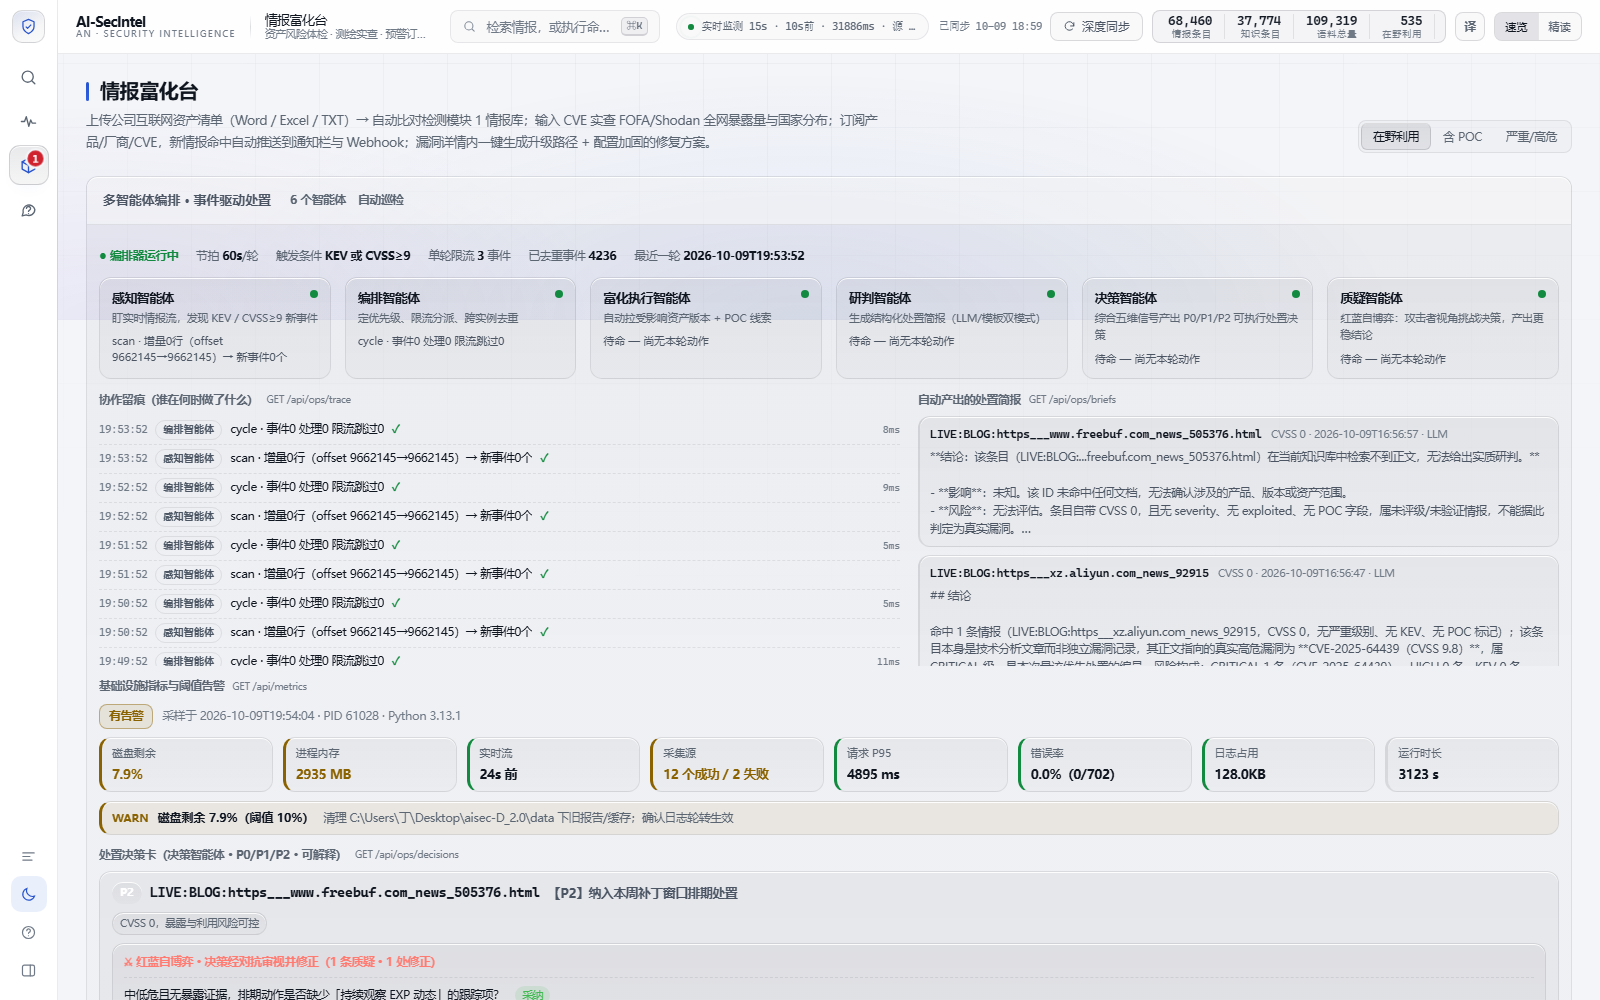 AI-SecIntel
AN · SECURITY INTELLIGENCE
情报富化台
资产风险体检 · 测绘实查 · 预警订...
检索情报，或执行命... ⌘K
实时监测 15s · 10s前 · 31886ms · 源 …
已同步 10-09 18:59
深度同步
68,460 情报条目
37,774 知识条目
109,319 语料总量
535 在野利用
译
速览 精读
1
情报富化台
上传公司互联网资产清单（Word / Excel / TXT）→ 自动比对检测模块 1 情报库；输入 CVE 实查 FOFA/Shodan 全网暴露量与国家分布；订阅产
品/厂商/CVE，新情报命中自动推送到通知栏与 Webhook；漏洞详情内一键生成升级路径 + 配置加固的修复方案。
在野利用 含 POC 严重/高危
多智能体编排 • 事件驱动处置 6 个智能体 自动巡检
编排器运行中 节拍 60s/轮 触发条件 KEV 或 CVSS≥9 单轮限流 3 事件 已去重事件 4236 最近一轮 2026-10-09T19:53:52
感知智能体
盯实时情报流，发现 KEV / CVSS≥9 新事件
scan · 增量0行（offset
9662145→9662145）→ 新事件0个
编排智能体
定优先级、限流分派、跨实例去重
cycle · 事件0 处理0 限流跳过0
富化执行智能体
自动拉受影响资产版本 + POC 线索
待命 — 尚无本轮动作
研判智能体
生成结构化处置简报（LLM/模板双模式）
待命 — 尚无本轮动作
决策智能体
综合五维信号产出 P0/P1/P2 可执行处置决
策
待命 — 尚无本轮动作
质疑智能体
红蓝自博弈：攻击者视角挑战决策，产出更
稳结论
待命 — 尚无本轮动作
协作留痕（谁在何时做了什么） GET /api/ops/trace
19:53:52 编排智能体 cycle · 事件0 处理0 限流跳过0 ✓ 8ms
19:53:52 感知智能体 scan · 增量0行（offset 9662145→9662145）→ 新事件0个 ✓
19:52:52 编排智能体 cycle · 事件0 处理0 限流跳过0 ✓ 9ms
19:52:52 感知智能体 scan · 增量0行（offset 9662145→9662145）→ 新事件0个 ✓
19:51:52 编排智能体 cycle · 事件0 处理0 限流跳过0 ✓ 5ms
19:51:52 感知智能体 scan · 增量0行（offset 9662145→9662145）→ 新事件0个 ✓
19:50:52 编排智能体 cycle · 事件0 处理0 限流跳过0 ✓ 5ms
19:50:52 感知智能体 scan · 增量0行（offset 9662145→9662145）→ 新事件0个 ✓
19:49:52 编排智能体 cycle · 事件0 处理0 限流跳过0 ✓ 11ms
自动产出的处置简报 GET /api/ops/briefs
LIVE:BLOG:https___www.freebuf.com_news_505376.html CVSS 0 · 2026-10-09T16:56:57 · LLM
**结论：该条目（LIVE:BLOG:...freebuf.com_news_505376.html）在当前知识库中检索不到正文，无法给出实质研判。**
- **影响**：未知。该 ID 未命中任何文档，无法确认涉及的产品、版本或资产范围。
- **风险**：无法评估。条目自带 CVSS 0，且无 severity、无 exploited、无 POC 字段，属未评级/未验证情报，不能据此
判定为真实漏洞。...
LIVE:BLOG:https___xz.aliyun.com_news_92915 CVSS 0 · 2026-10-09T16:56:47 · LLM
## 结论
命中 1 条情报（LIVE:BLOG:https___xz.aliyun.com_news_92915，CVSS 0，无严重级别、无 KEV、无 POC 标记）；该条
目本身是技术分析文章而非独立漏洞记录，其正文指向的真实高危漏洞为 **CVE-2025-64439（CVSS 9.8）**，属
CRITICAL 级，是本次最该优先处置的编号。风险构成：CRITICAL 1 条（CVE-2025-64439）、HIGH 0 条、KEV 0 条
基础设施指标与阈值告警 GET /api/metrics
有告警 采样于 2026-10-09T19:54:04 · PID 61028 · Python 3.13.1
磁盘剩余 7.9%
进程内存 2935 MB
实时流 24s 前
采集源 12 个成功 / 2 失败
请求 P95 4895 ms
错误率 0.0%（0/702）
日志占用 128.0KB
运行时长 3123 s
WARN 磁盘剩余 7.9%（阈值 10%） 清理 C:\Users\丁\Desktop\aisec-D_2.0\data 下旧报告/缓存；确认日志轮转生效
处置决策卡（决策智能体 • P0/P1/P2 • 可解释） GET /api/ops/decisions
P2 LIVE:BLOG:https___www.freebuf.com_news_505376.html 【P2】纳入本周补丁窗口排期处置
CVSS 0，暴露与利用风险可控
⚔ 红蓝自博弈 • 决策经对抗审视并修正（1 条质疑 • 1 处修正）
中低危且无暴露证据，排期动作是否缺少「持续观察 EXP 动态」的跟踪项？ 采纳